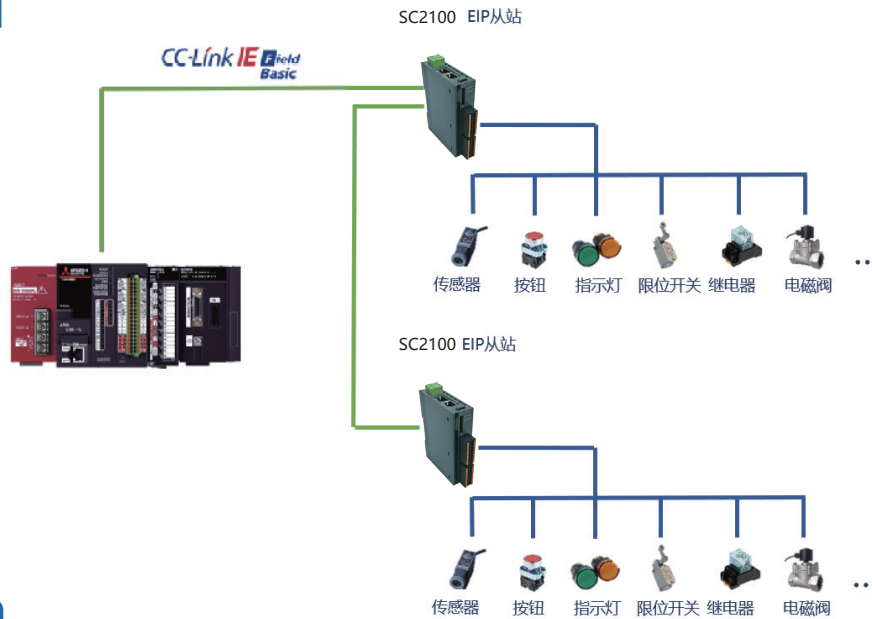 SC2100 EIP从站
CC-Link IE Field
Basic
传感器 按钮 指示灯 限位开关 继电器 电磁阀 ..
SC2100 EIP从站
传感器 按钮 指示灯 限位开关 继电器 电磁阀 ..